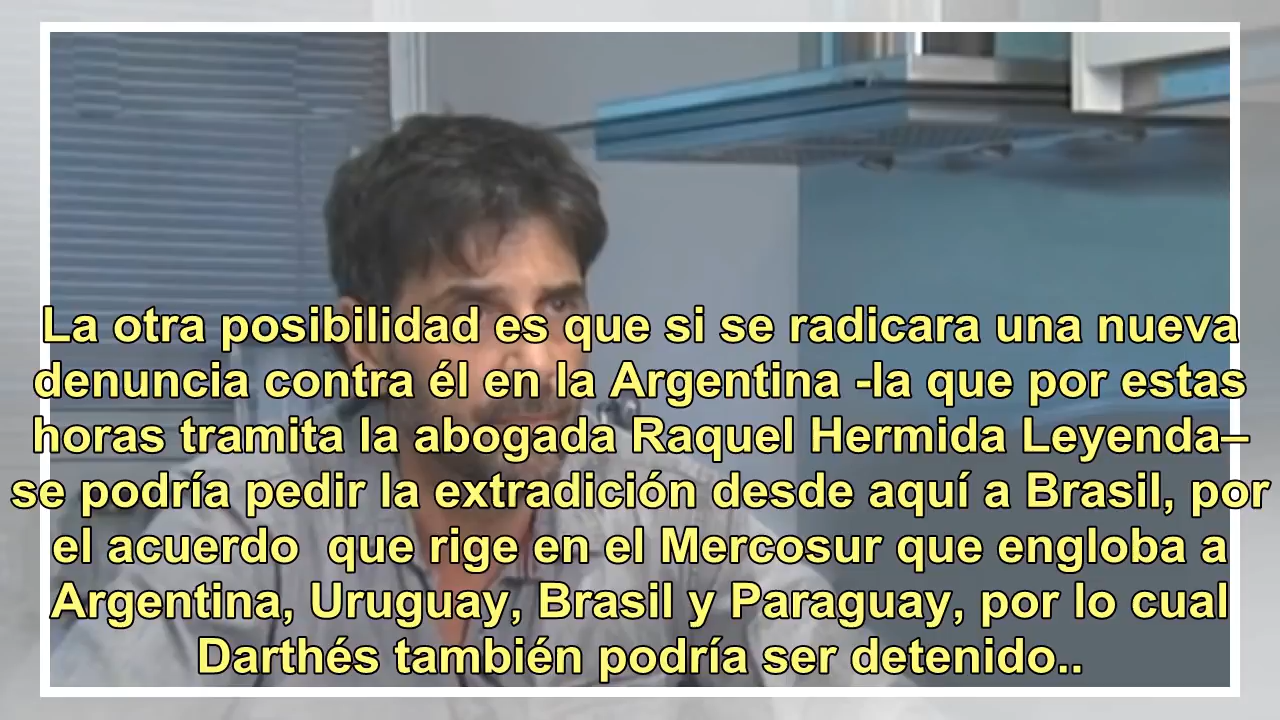 La otra posibilidad es que si se radicara una nueva
denuncia contra él en la Argentina -la que por estas
horas tramita la abogada Raquel Hermida Leyenda–
se podría pedir la extradición desde aquí a Brasil, por
el acuerdo  que rige en el Mercosur que engloba a
Argentina, Uruguay, Brasil y Paraguay, por lo cual
Darthés también podría ser detenido..